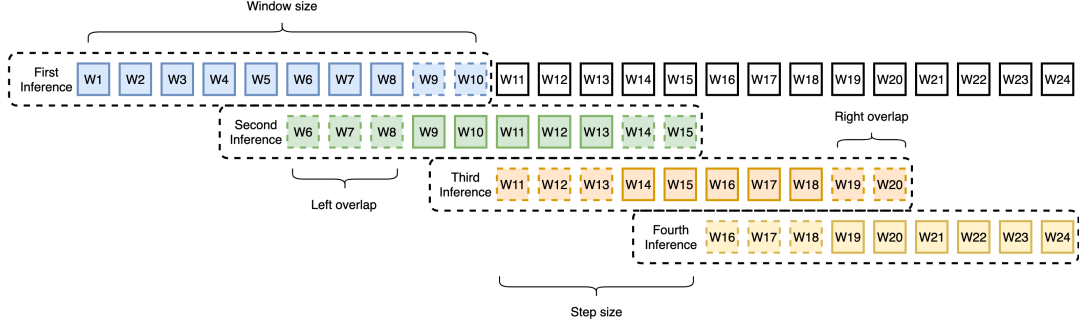 Window size
First
Inference
W1 W2 W3 W4 W5 W6 W7 W8 W9 W10 W11 W12 W13 W14 W15 W16 W17 W18 W19 W20 W21 W22 W23 W24
Second
Inference
W6 W7 W8 W9 W10 W11 W12 W13 W14 W15
Right overlap
Third
Inference
W11 W12 W13 W14 W15 W16 W17 W18 W19 W20
Left overlap
Fourth
Inference
W16 W17 W18 W19 W20 W21 W22 W23 W24
Step size